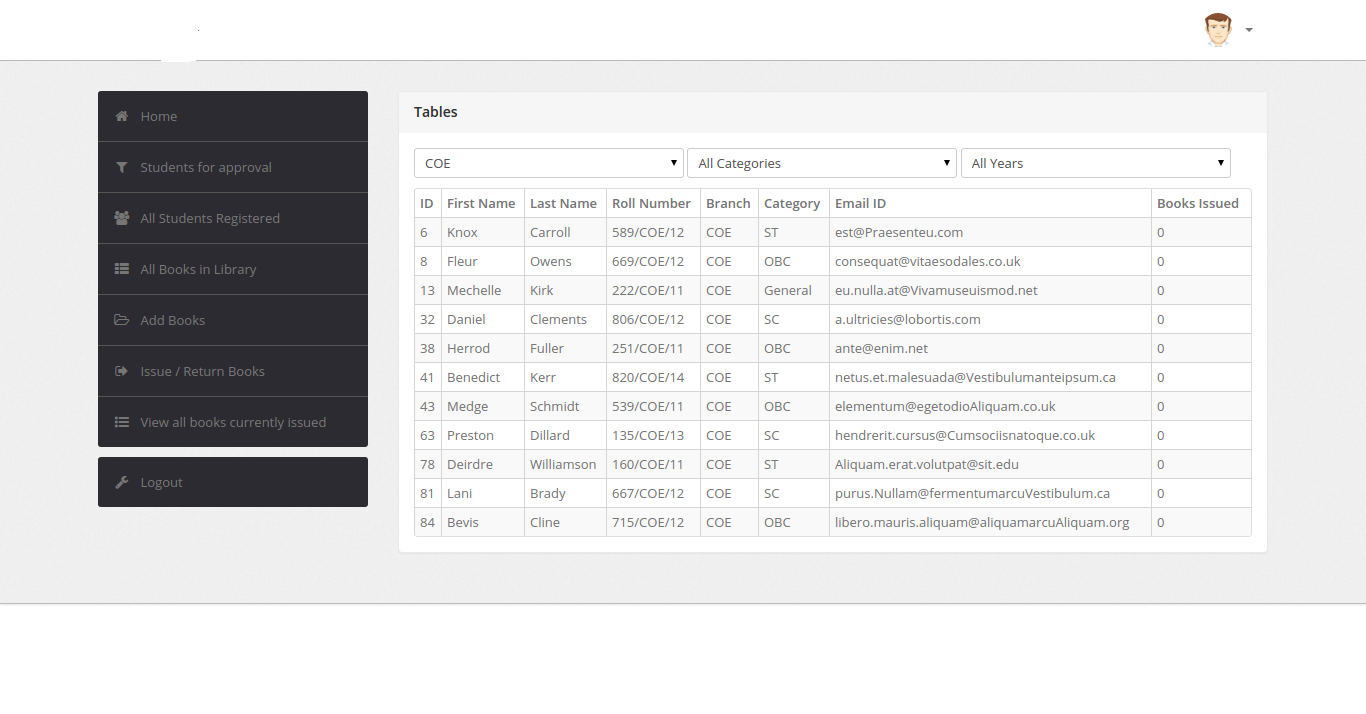 Home
Students for approval
All Students Registered
All Books in Library
Add Books
Issue / Return Books
View all books currently issued
Logout
Tables
COE All Categories All Years
ID First Name Last Name Roll Number Branch Category Email ID Books Issued
6 Knox Carroll 589/COE/12 COE ST est@Praesenteu.com 0
8 Fleur Owens 669/COE/12 COE OBC consequat@vitaesodales.co.uk 0
13 Mechelle Kirk 222/COE/11 COE General eu.nulla.at@Vivamuseuismod.net 0
32 Daniel Clements 806/COE/12 COE SC a.ultricies@lobortis.com 0
38 Herrod Fuller 251/COE/11 COE OBC ante@enim.net 0
41 Benedict Kerr 820/COE/14 COE ST netus.et.malesuada@Vestibulumanteipsum.ca 0
43 Medge Schmidt 539/COE/11 COE OBC elementum@egetodioAliquam.co.uk 0
63 Preston Dillard 135/COE/13 COE SC hendrerit.cursus@Cumsociisnatoque.co.uk 0
78 Deirdre Williamson 160/COE/11 COE ST Aliquam.erat.volutpat@sit.edu 0
81 Lani Brady 667/COE/12 COE SC purus.Nullam@fermentumarcuVestibulum.ca 0
84 Bevis Cline 715/COE/12 COE OBC libero.mauris.aliquam@aliquamarcuAliquam.org 0